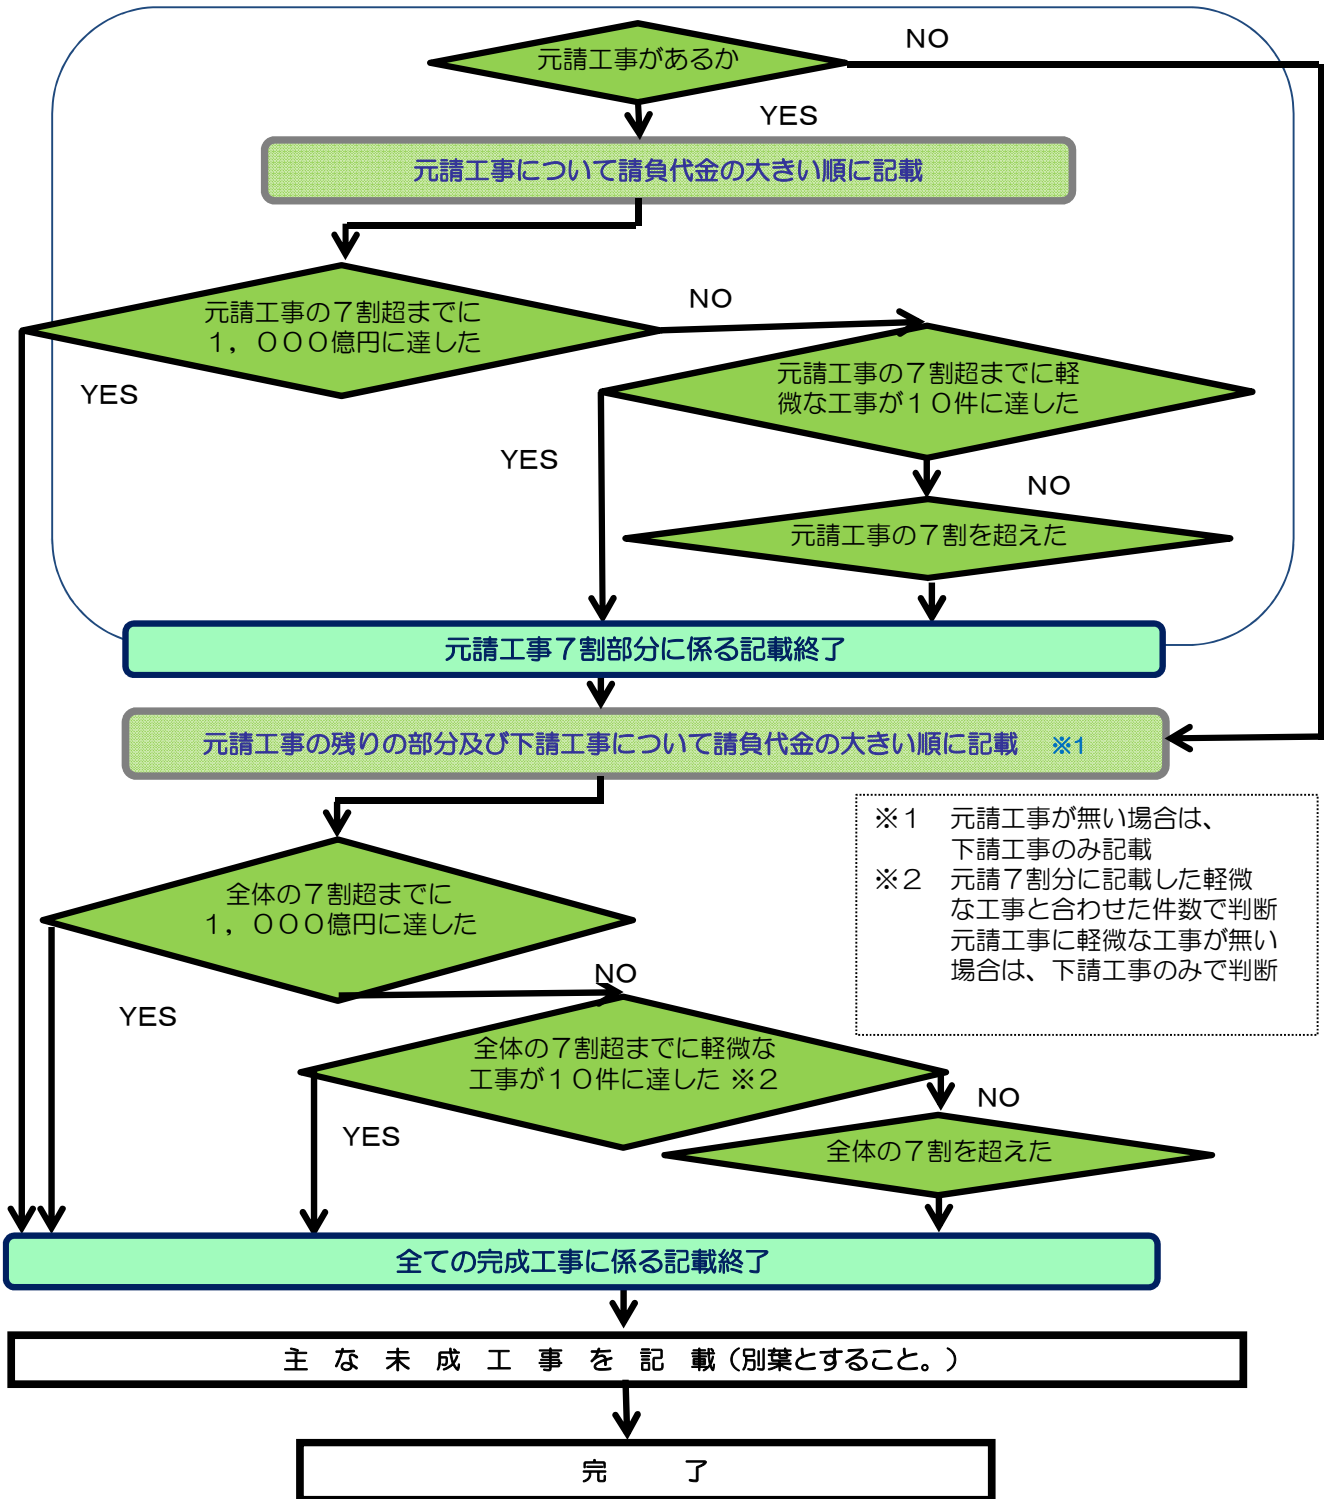 元請工事があるか
NO
YES
元請工事について請負代金の大きい順に記載
元請工事の７割超までに
１，０００億円に達した
NO
YES
元請工事の７割超までに軽
微な工事が１０件に達した
YES
NO
元請工事の７割を超えた
元請工事７割部分に係る記載終了
元請工事の残りの部分及び下請工事について請負代金の大きい順に記載　※1
※１　元請工事が無い場合は、
下請工事のみ記載
※２　元請７割分に記載した軽微
な工事と合わせた件数で判断
元請工事に軽微な工事が無い
場合は、下請工事のみで判断
全体の７割超までに
１，０００億円に達した
NO
YES
全体の７割超までに軽微な
工事が１０件に達した ※２
NO
YES
全体の７割を超えた
全ての完成工事に係る記載終了
主　な　未　成　工　事　を　記　載（別葉とすること。）
完　　　了